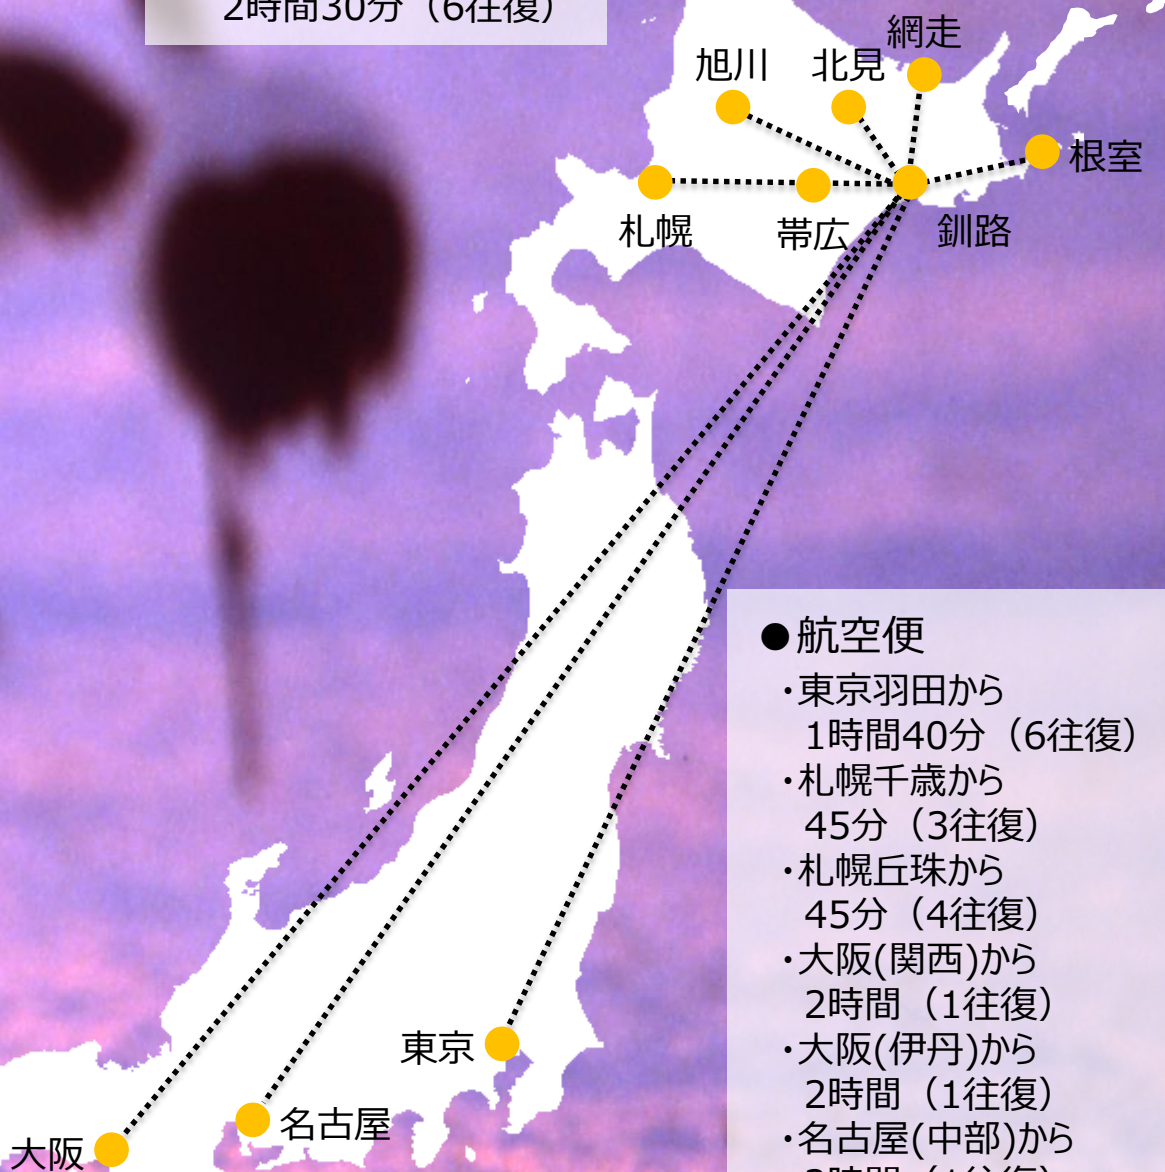 2時間30分（6往復）
網走
旭川
北見
根室
札幌
帯広
釧路
●航空便
・東京羽田から
1時間40分（6往復）
・札幌千歳から
45分（3往復）
・札幌丘珠から
45分（4往復）
・大阪(関西)から
2時間（1往復）
・大阪(伊丹)から
2時間（1往復）
・名古屋(中部)から
東京
名古屋
大阪